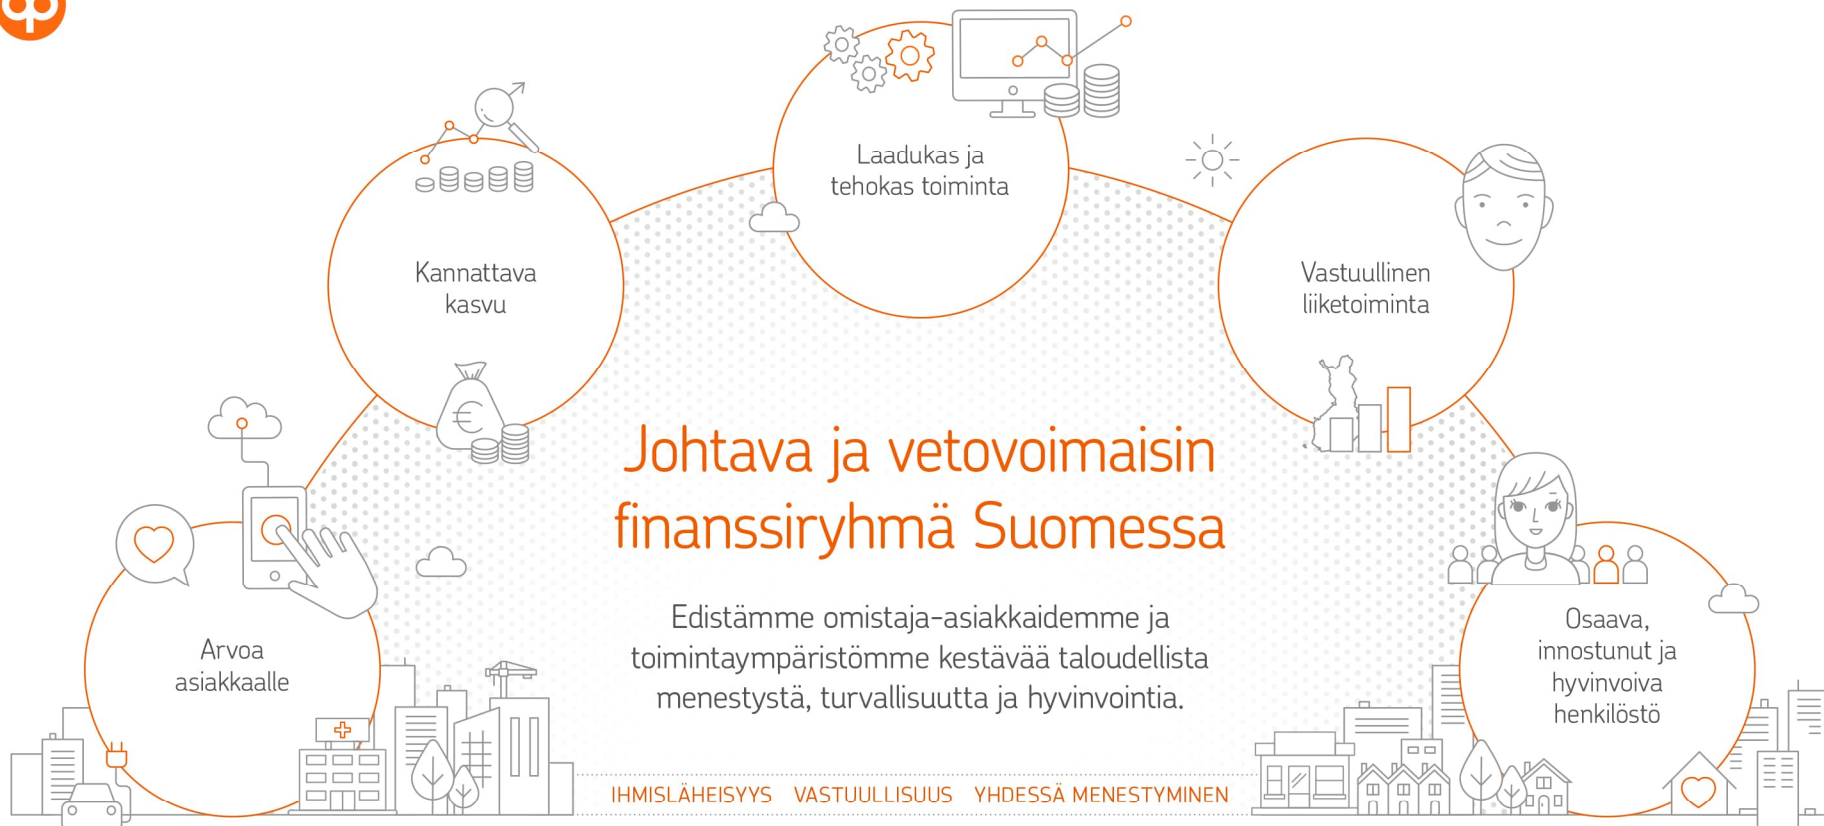 op
Laadukas ja
tehokas toiminta
Kannattava
kasvu
Vastuullinen
liiketoiminta
Johtava ja vetovoimaisin
finanssiryhmä Suomessa
Edistämme omistaja-asiakkaidemme ja
toimintaympäristömme kestävää taloudellista
menestystä, turvallisuutta ja hyvinvointia.
Arvoa
asiakkaalle
Osaava,
innostunut ja
hyvinvoiva
henkilöstö
IHMISLÄHEISYYS VASTUULLISUUS YHDESSÄ MENESTYMINEN